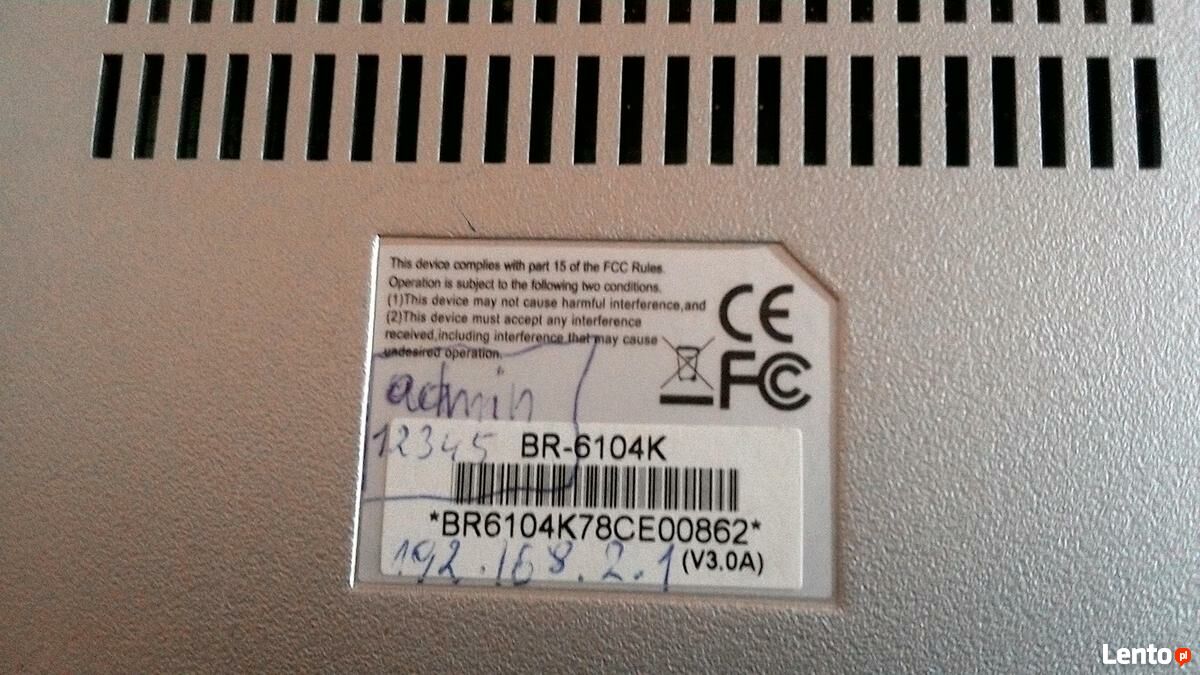 This device complies with part 15 of the FCC Rules.
Operation is subject to the following two conditions.
(1)This device may not cause harmful interference,and
(2)This device must accept any interference
received,including interference that may cause
undesired operation.
CE
FC
admin
12345
BR-6104K
*BR6104K78CE00862*
192.168.2.1
(V3.0A)
Lento.pl